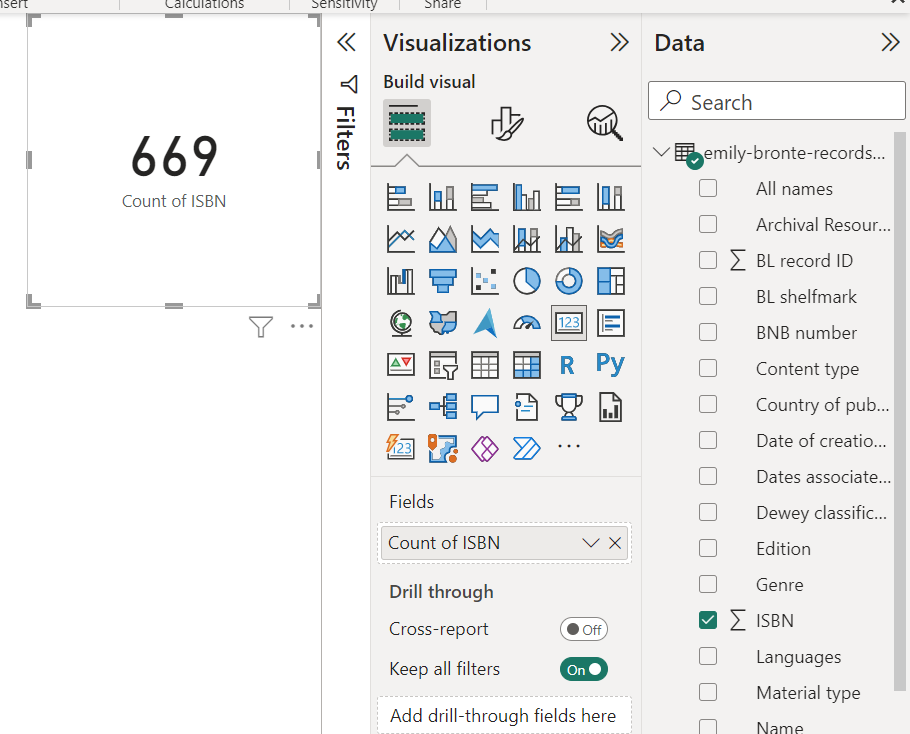 nsert
Calculations
Sensitivity
Share
669
Count of ISBN
Filters
Visualizations
Build visual
123
R
Py
123
Fields
Count of ISBN
Drill through
Cross-report
Off
Keep all filters
On
Add drill-through fields here
Data
Search
emily-bronte-records...
All names
Archival Resour...
∑ BL record ID
BL shelfmark
BNB number
Content type
Country of pub...
Date of creatio...
Dates associate...
Dewey classific...
Edition
Genre
∑ ISBN
Languages
Material type
Name